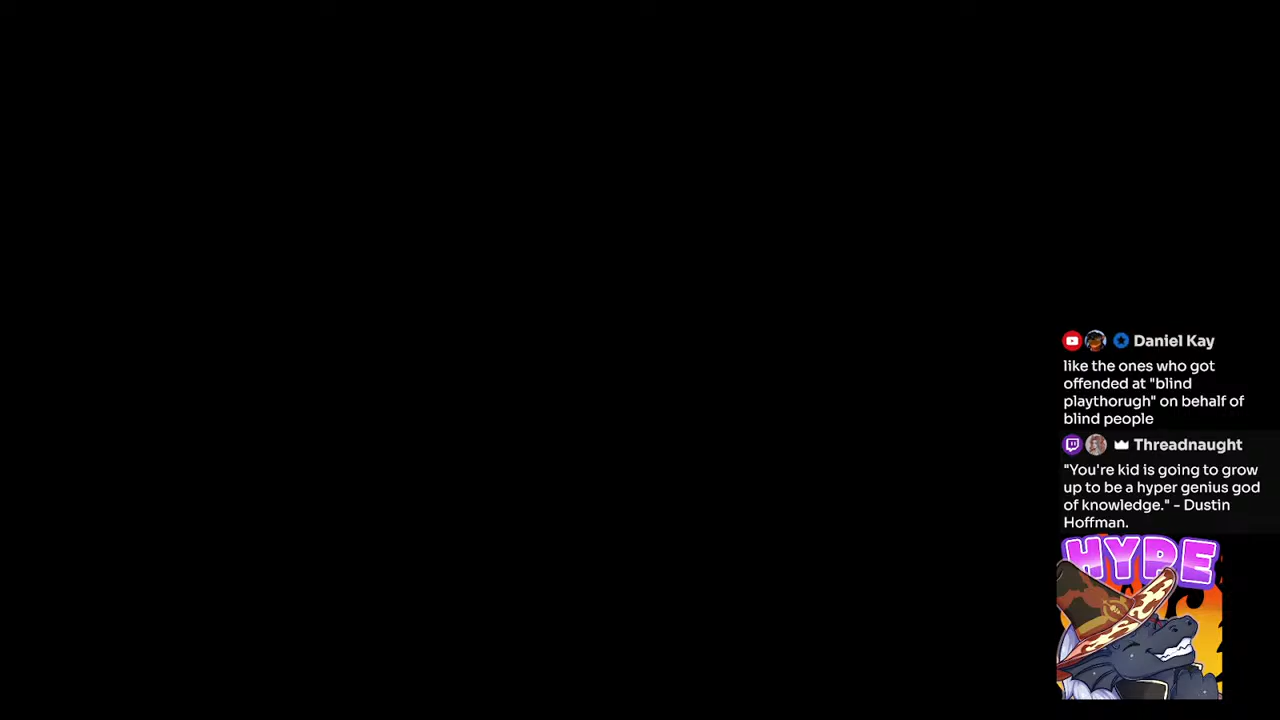 Daniel Kay
like the ones who got
offended at "blind
playthorugh" on behalf of
blind people
Threadnaught
"You're kid is going to grow
up to be a hyper genius god
of knowledge." - Dustin
Hoffman.
HYPE